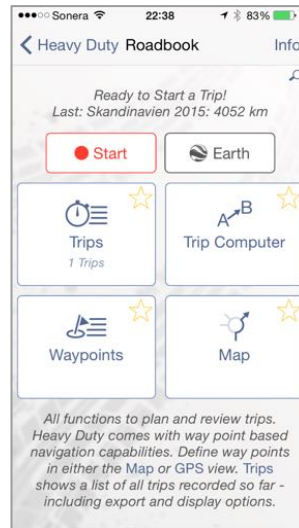 Sonera 22:38 83%
Heavy Duty Roadbook Info
Ready to Start a Trip!
Last: Skandinavien 2015: 4052 km
Start Earth
A B
Trips Trip Computer
1 Trips
Waypoints Map
All functions to plan and review trips.
Heavy Duty comes with way point based
navigation capabilities. Define way points
in either the Map or GPS view. Trips
shows a list of all trips recorded so far -
including export and display options.